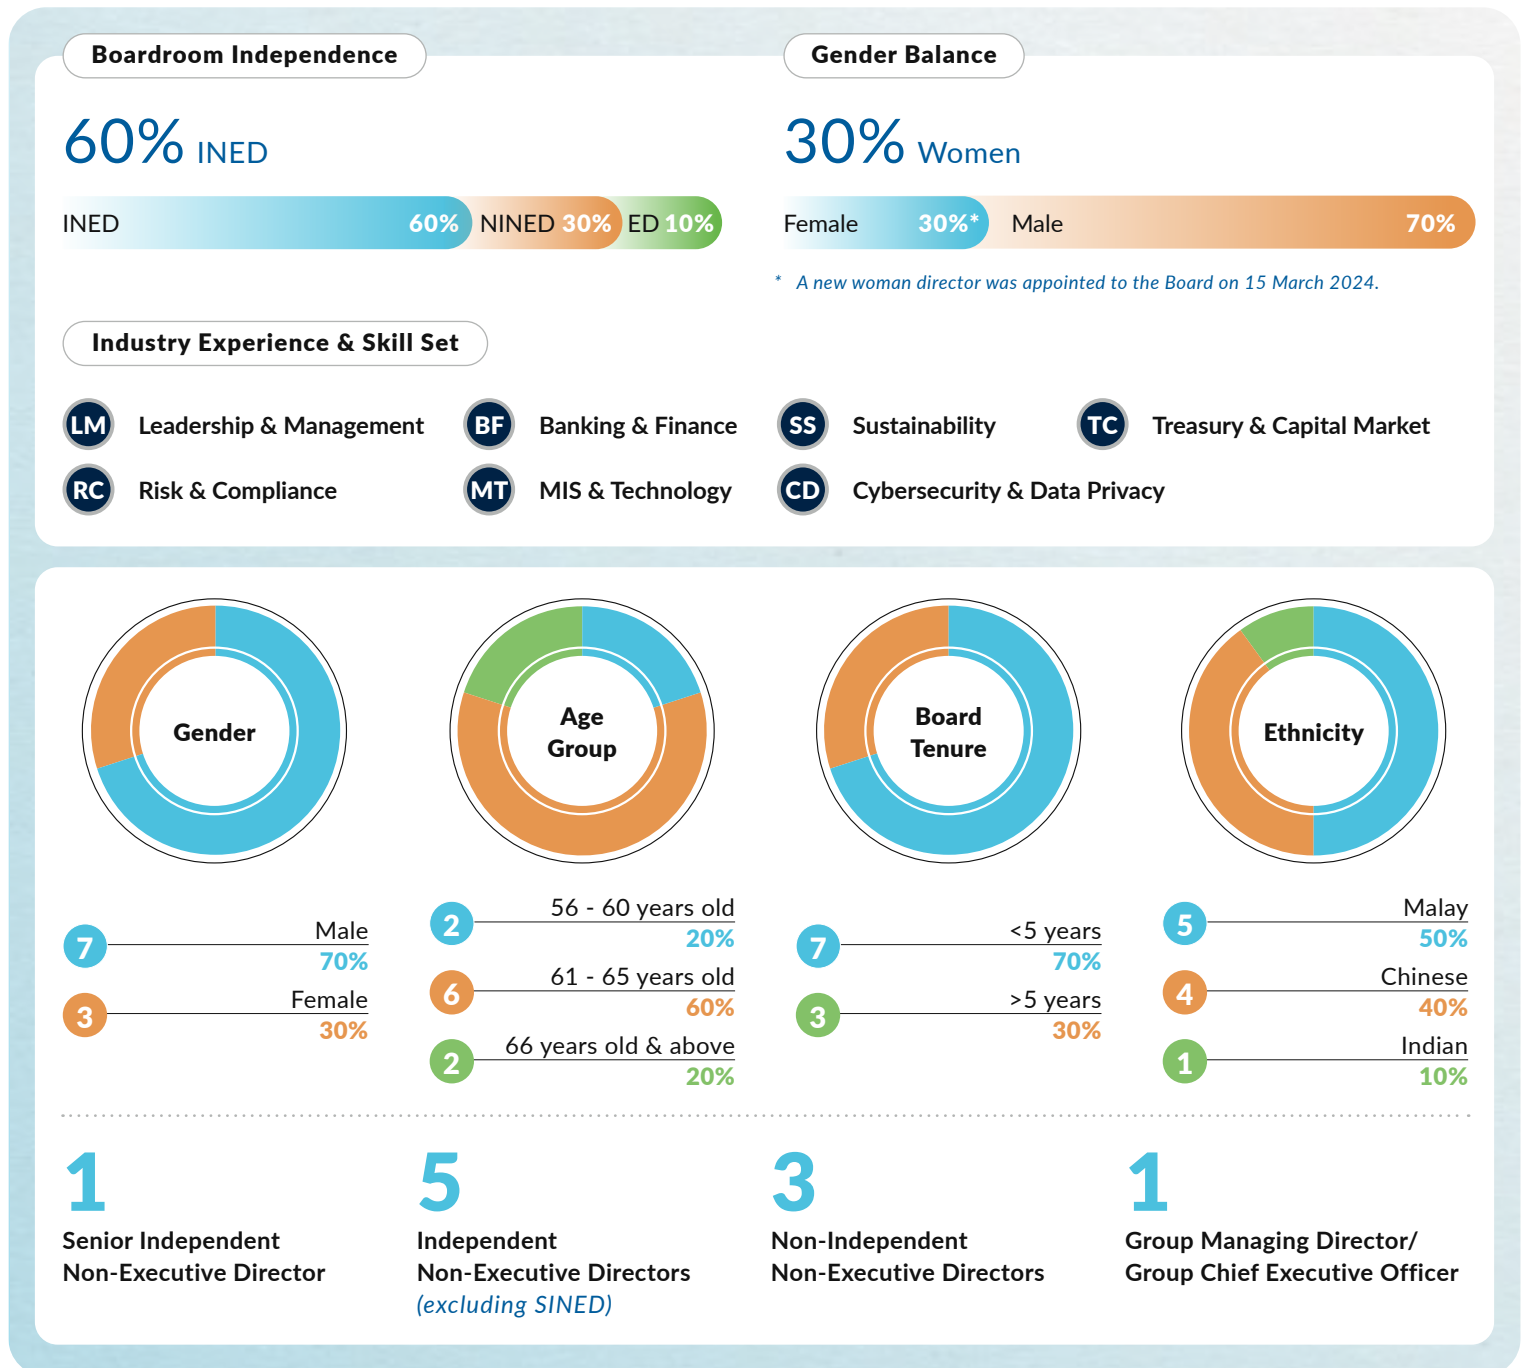 Boardroom Independence
60% INED
INED 60% NINED 30% ED 10%
Gender Balance
30% Women
Female 30%* Male 70%
* A new woman director was appointed to the Board on 15 March 2024.
Industry Experience & Skill Set
LM Leadership & Management
BF Banking & Finance
SS Sustainability
TC Treasury & Capital Market
RC Risk & Compliance
MT MIS & Technology
CD Cybersecurity & Data Privacy
Gender
7 Male
70%
3 Female
30%
Age
Group
2 56 - 60 years old
20%
6 61 - 65 years old
60%
2 66 years old & above
20%
Board
Tenure
7 <5 years
70%
3 >5 years
30%
Ethnicity
5 Malay
50%
4 Chinese
40%
1 Indian
10%
1
Senior Independent
Non-Executive Director
5
Independent
Non-Executive Directors
(excluding SINED)
3
Non-Independent
Non-Executive Directors
1
Group Managing Director/
Group Chief Executive Officer